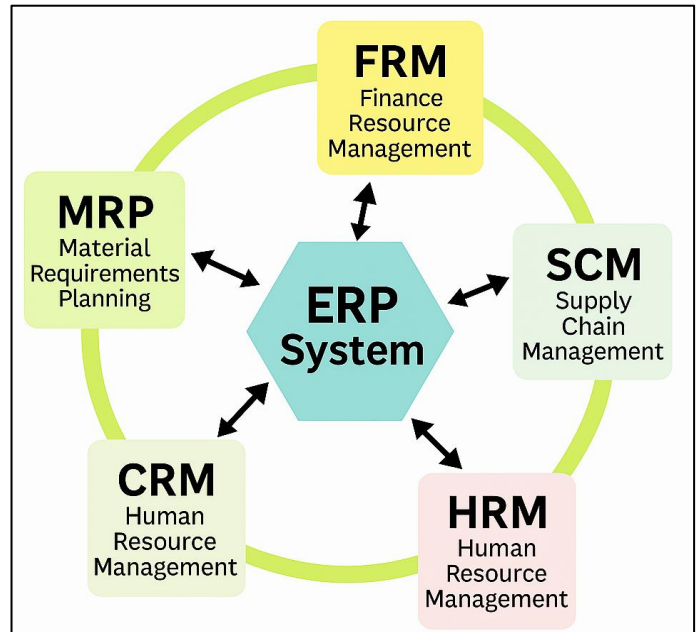 FRM
Finance
Resource
Management
MRP
Material
Requirements
Planning
SCM
Supply
Chain
Management
ERP
System
CRM
Human
Resource
Management
HRM
Human
Resource
Management